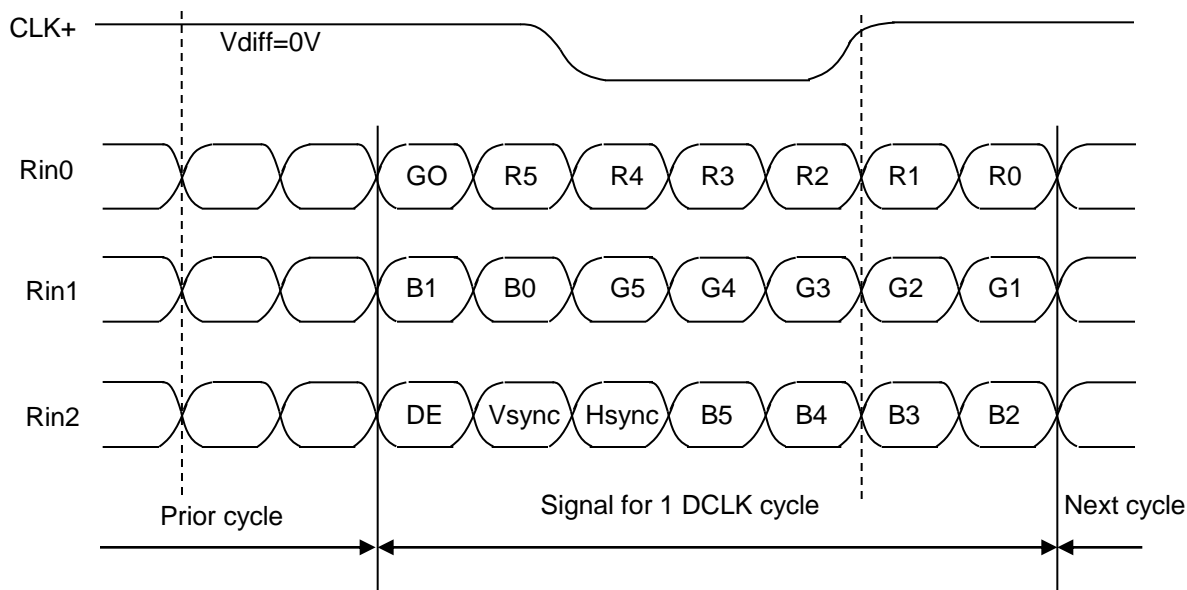 CLK+
Vdiff=0V
Rin0 GO R5 R4 R3 R2 R1 R0
Rin1 B1 B0 G5 G4 G3 G2 G1
Rin2 DE Vsync Hsync B5 B4 B3 B2
Prior cycle Signal for 1 DCLK cycle Next cycle